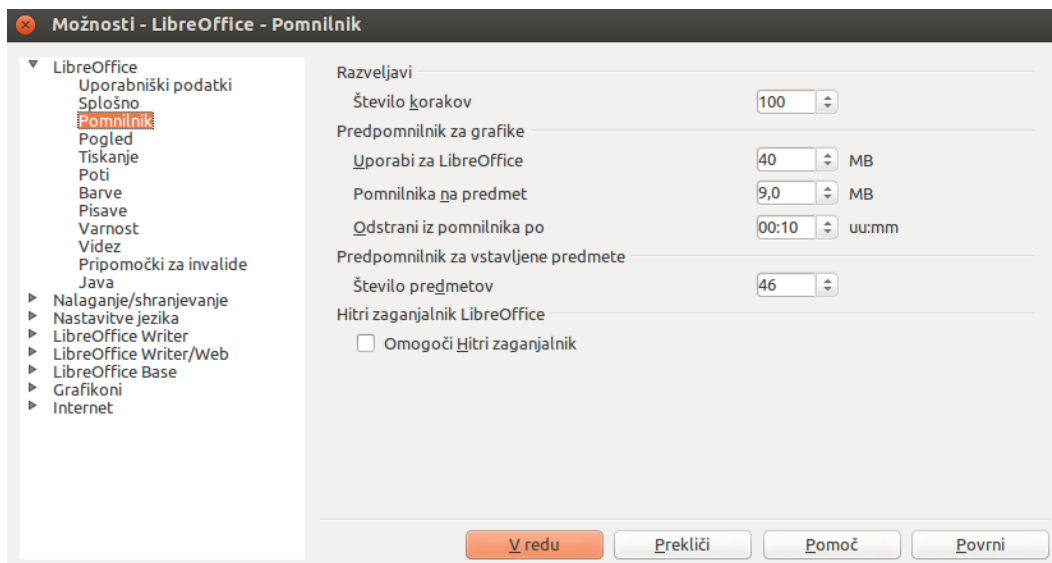 Možnosti - LibreOffice - Pomnilnik
LibreOffice
Uporabniški podatki
Splošno
Pomnilnik
Pogled
Tiskanje
Poti
Barve
Pisave
Varnost
Videz
Pripomočki za invalide
Java
Nalaganje/shranjevanje
Nastavitve jezika
LibreOffice Writer
LibreOffice Writer/Web
LibreOffice Base
Grafikoni
Internet
Razveljavi
Število korakov 100
Predpomnilnik za grafike
Uporabi za LibreOffice 40 MB
Pomnilnika na predmet 9,0 MB
Odstrani iz pomnilnika po 00:10 uu:mm
Predpomnilnik za vstavljene predmete
Število predmetov 46
Hitri zaganjalnik LibreOffice
Omogoči Hitri zaganjalnik
V redu Prekliči Pomoč Povrni